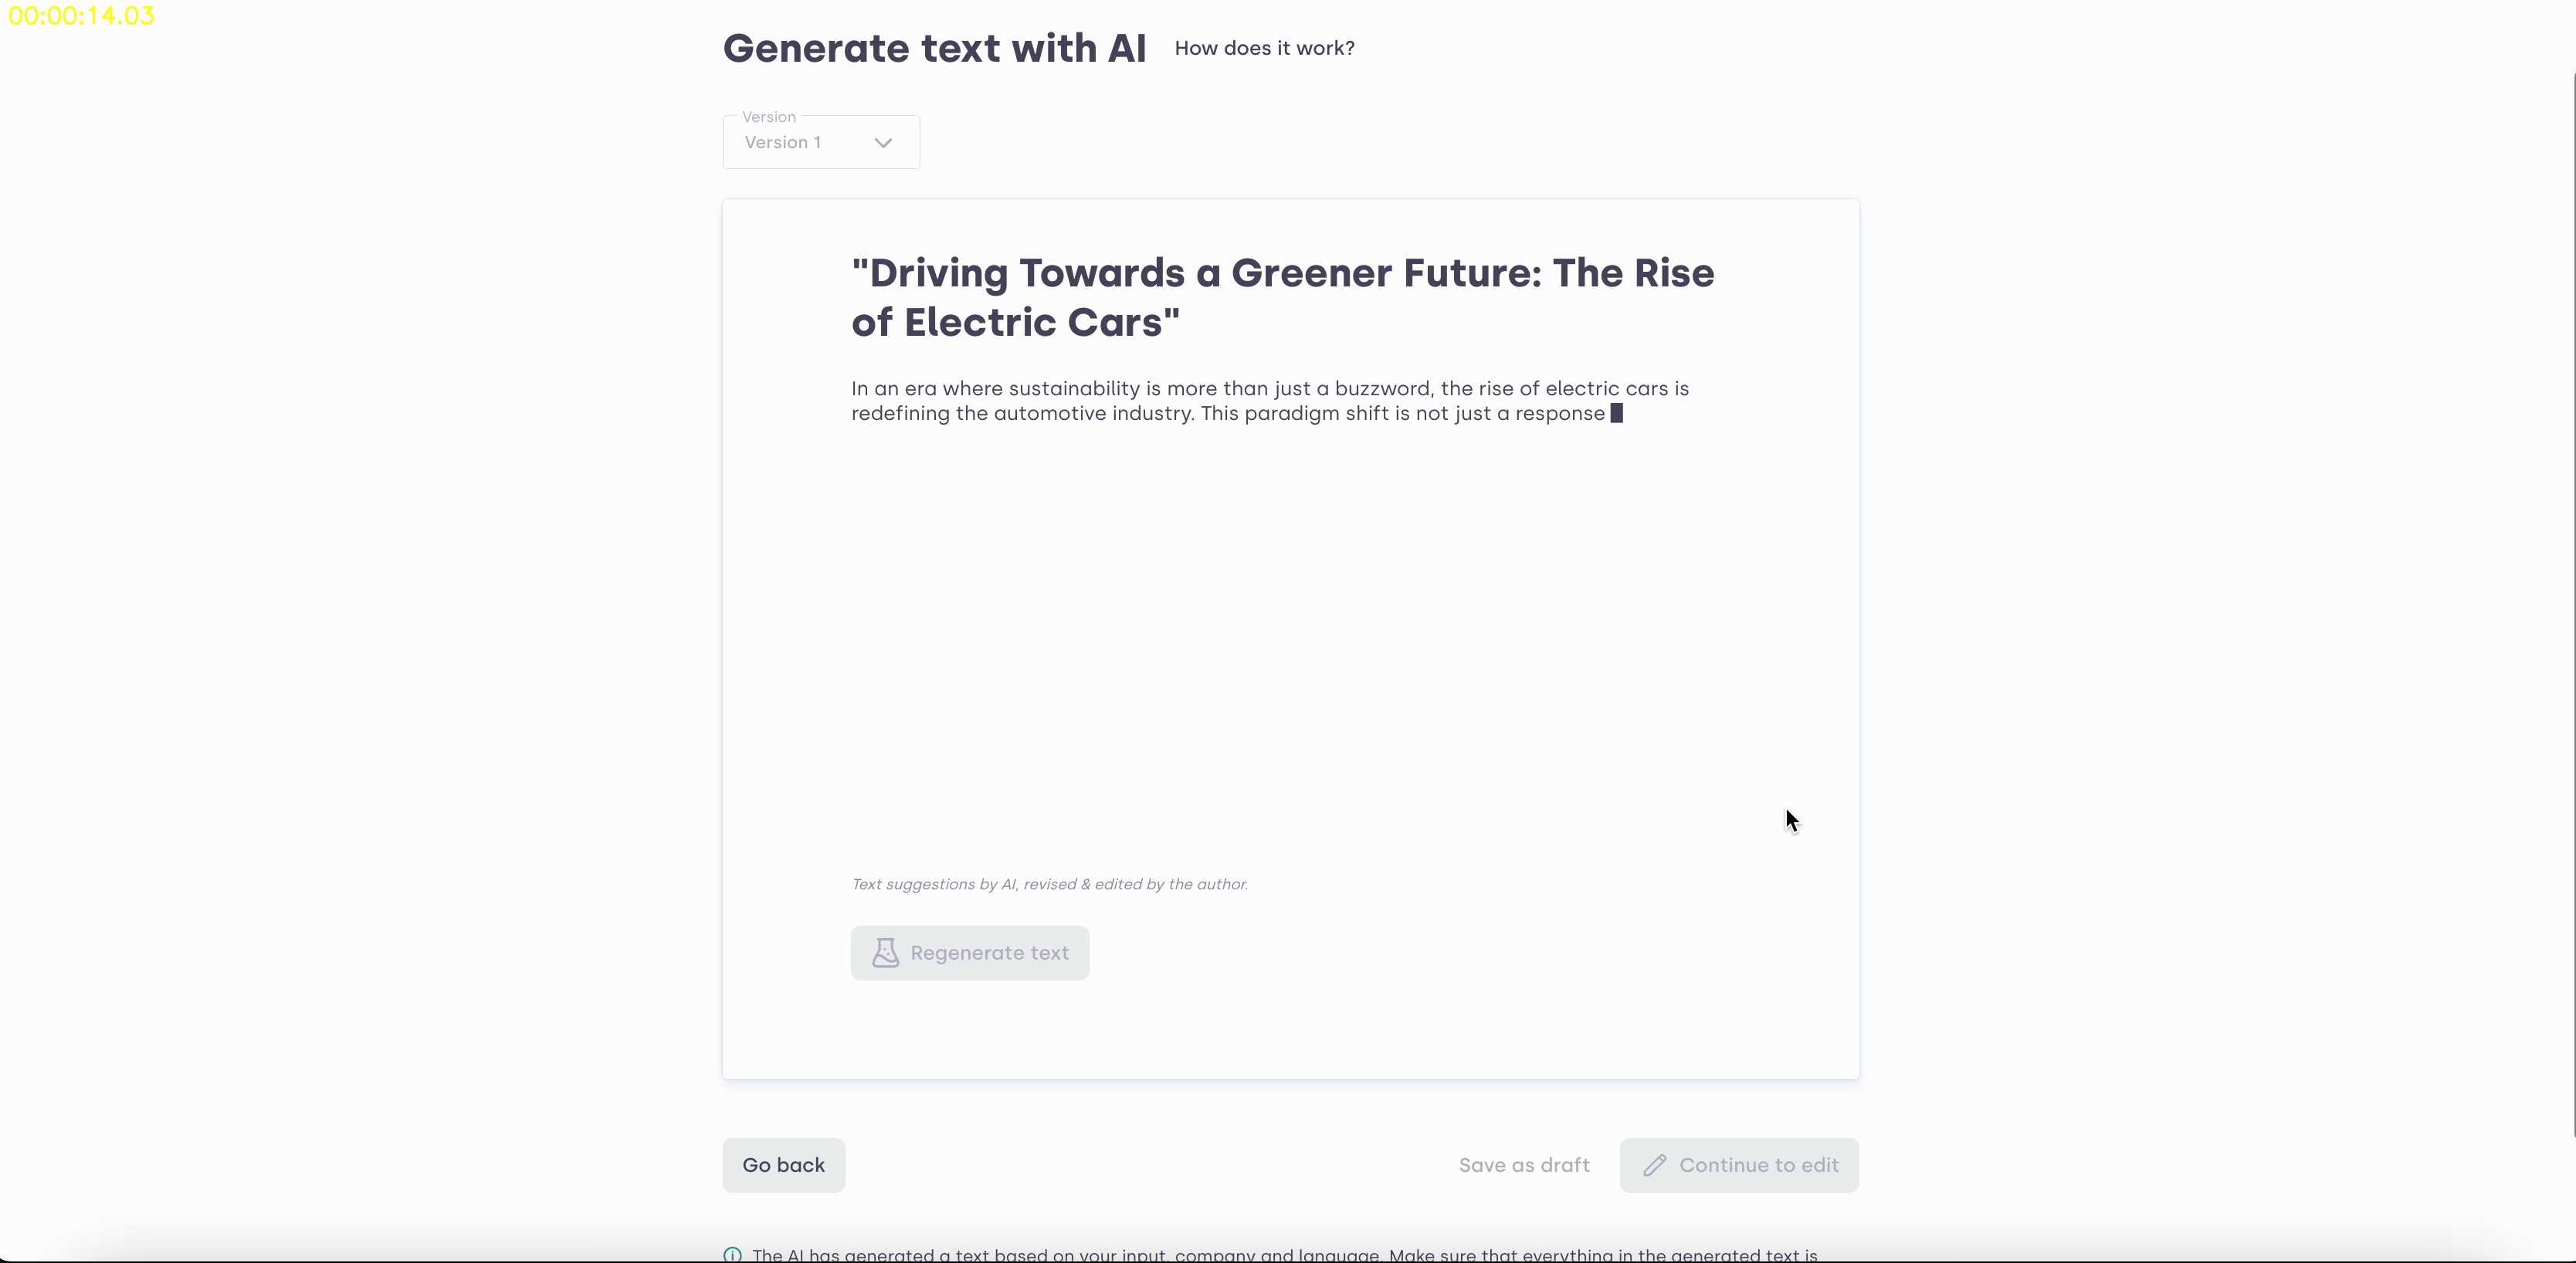 00:00:14.03
Generate text with AI How does it work?
Version
Version 1
"Driving Towards a Greener Future: The Rise
of Electric Cars"
In an era where sustainability is more than just a buzzword, the rise of electric cars is
redefining the automotive industry. This paradigm shift is not just a response
Text suggestions by AI, revised & edited by the author.
Regenerate text
Go back Save as draft Continue to edit
The AI has generated a text based on your input, company and language. Make sure that everything in the generated text is